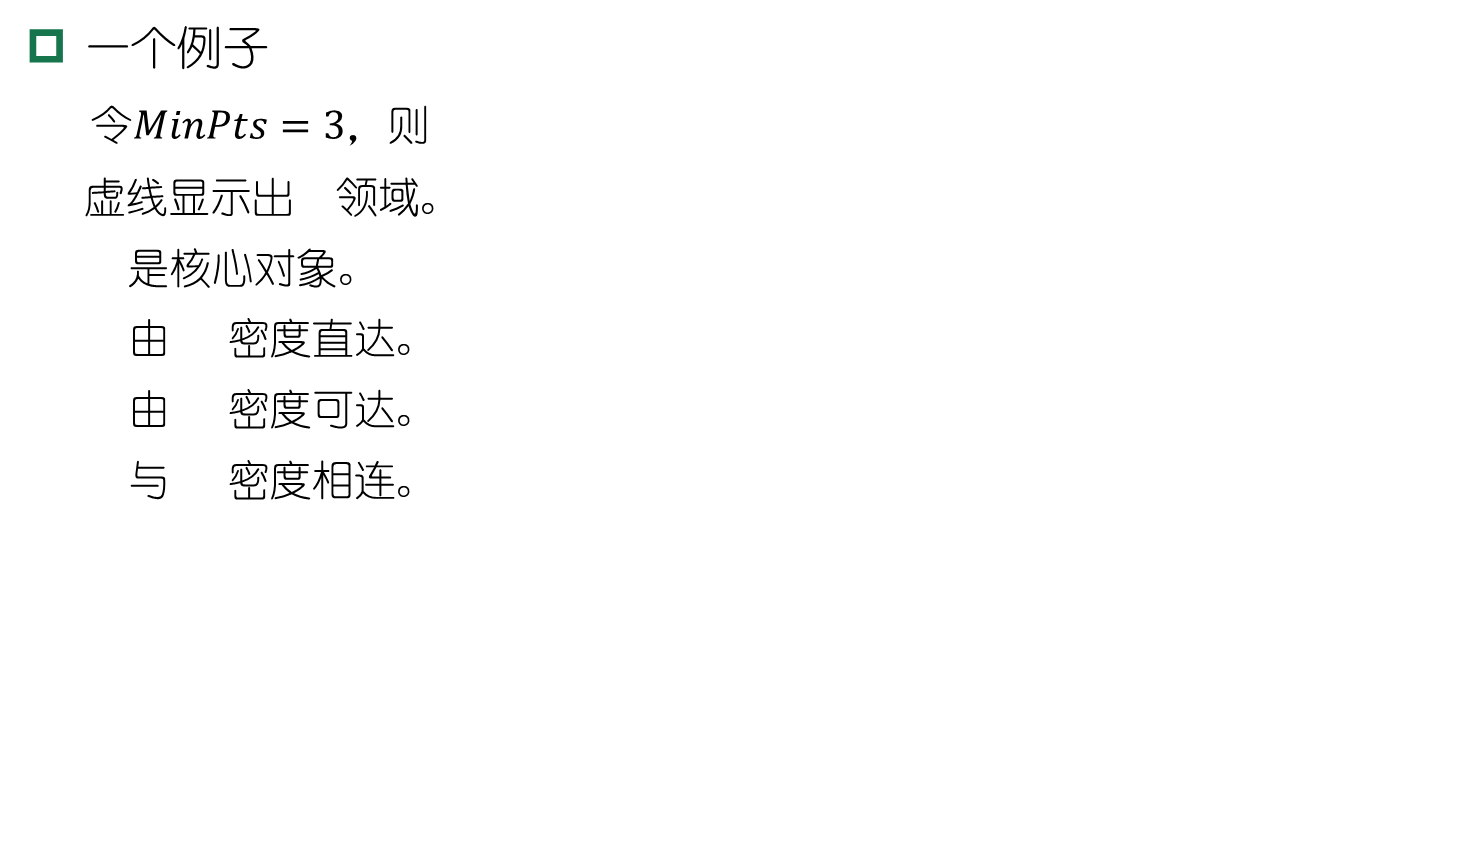 一个例子
令MinPts = 3，则
虚线显示出 领域。
是核心对象。
由 密度直达。
由 密度可达。
与 密度相连。